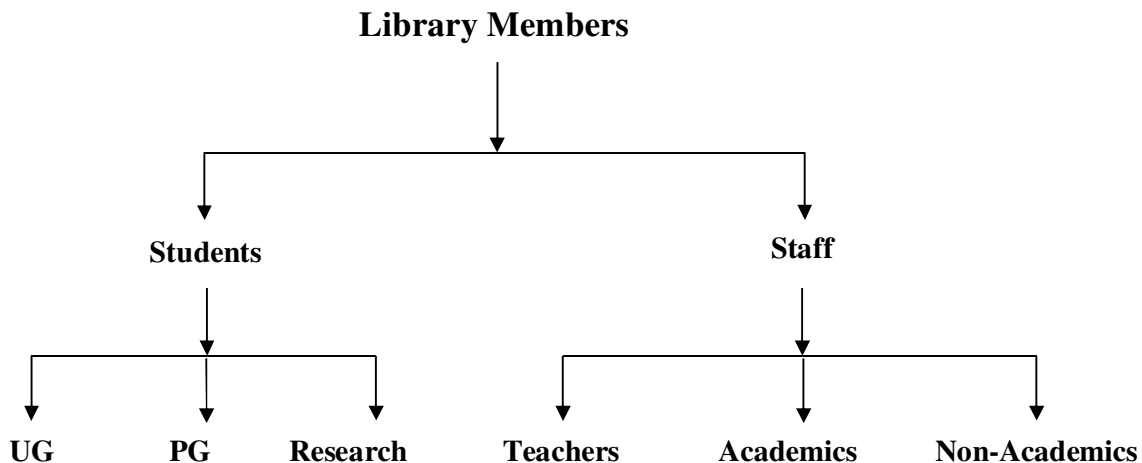 Library Members
Students
Staff
UG
PG
Research
Teachers
Academics
Non-Academics